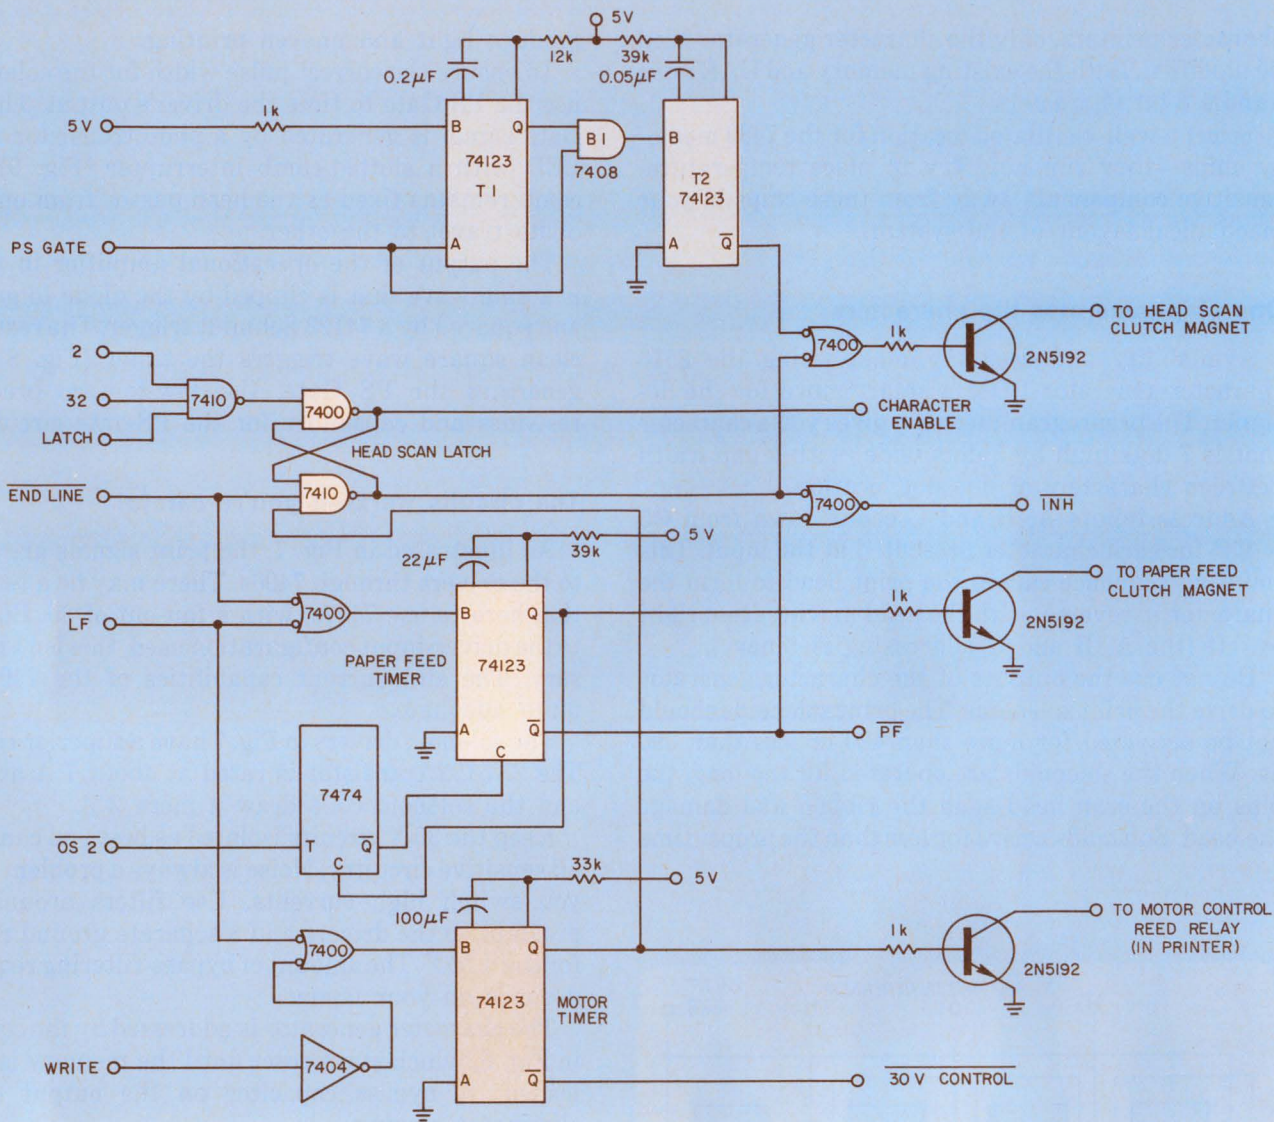 5V
12k
39k
0.2μF
0.05μF
5V
1k
B
Q
74123
T1
A
B1
7408
B
T2
74123
A
Q̅
PS GATE
2
32
LATCH
7410
7400
HEAD SCAN LATCH
7410
7400
1k
2N5192
TO HEAD SCAN
CLUTCH MAGNET
CHARACTER
ENABLE
END LINE
7400
INH
22μF
39k
5V
LF
7400
PAPER FEED
TIMER
B
Q
74123
A
Q̅
C
1k
2N5192
TO PAPER FEED
CLUTCH MAGNET
PF
7474
OS 2
T
Q
C
33k
5V
100μF
7400
B
Q
74123
A
Q̅
MOTOR
TIMER
1k
2N5192
TO MOTOR CONTROL
REED RELAY
(IN PRINTER)
WRITE
7404
30V CONTROL